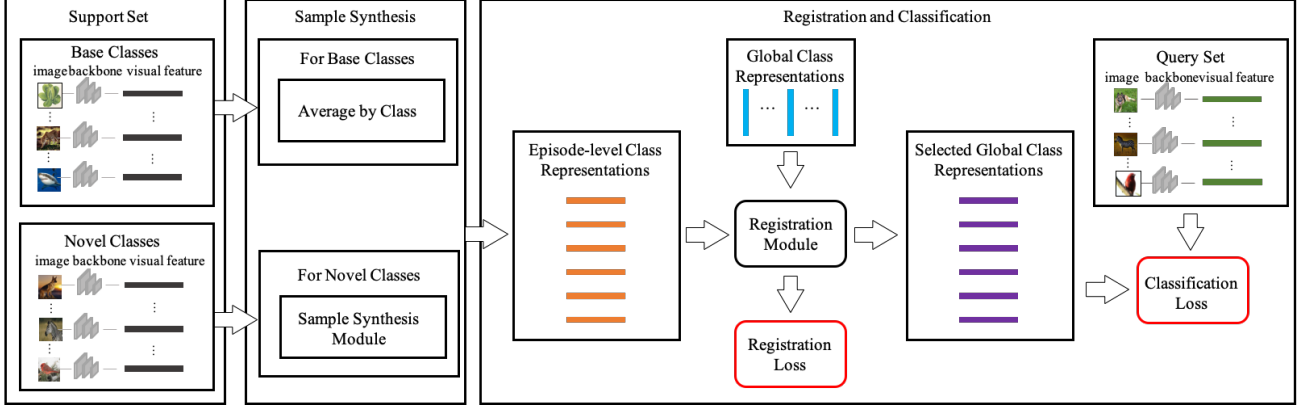 Support Set
Base Classes
image backbone visual feature
...
...
...
Novel Classes
image backbone visual feature
...
...
Sample Synthesis
For Base Classes
Average by Class
For Novel Classes
Sample Synthesis
Module
Registration and Classification
Episode-level Class
Representations
Global Class
Representations
... ...
Registration
Module
Registration
Loss
Selected Global Class
Representations
Query Set
image backbone visual feature
...
...
...
Classification
Loss